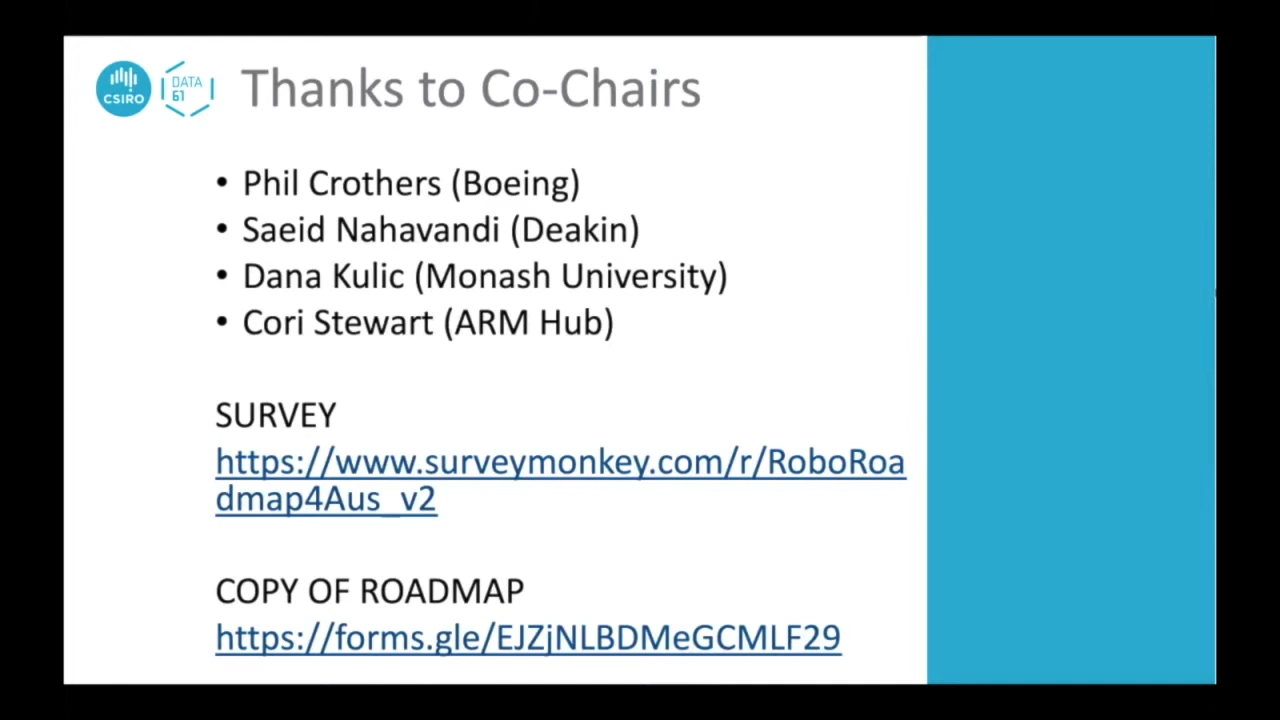 CSIRO
DATA
61
Thanks to Co-Chairs
• Phil Crothers (Boeing)
• Saeid Nahavandi (Deakin)
• Dana Kulic (Monash University)
• Cori Stewart (ARM Hub)
SURVEY
https://www.surveymonkey.com/r/RoboRoa
dmap4Aus_v2
COPY OF ROADMAP
https://forms.gle/EJZjNLBDMeGCMLF29